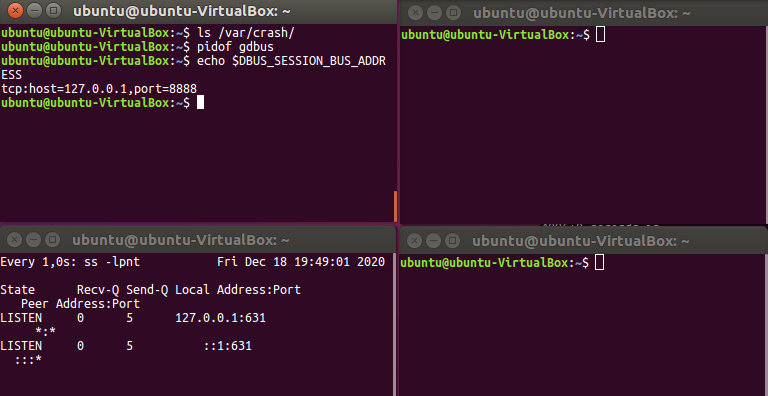 ubuntu@ubuntu-VirtualBox: ~
ubuntu@ubuntu-VirtualBox:~$ ls /var/crash/
ubuntu@ubuntu-VirtualBox:~$ pidof gdbus
ubuntu@ubuntu-VirtualBox:~$ echo $DBUS_SESSION_BUS_ADDR
ESS
tcp:host=127.0.0.1,port=8888
ubuntu@ubuntu-VirtualBox:~$
ubuntu@ubuntu-VirtualBox: ~
ubuntu@ubuntu-VirtualBox:~$
ubuntu@ubuntu-VirtualBox: ~
Every 1,0s: ss -lpnt Fri Dec 18 19:49:01 2020
State Recv-Q Send-Q Local Address:Port
Peer Address:Port
LISTEN 0 5 127.0.0.1:631
*:*
LISTEN 0 5 ::1:631
:::*
ubuntu@ubuntu-VirtualBox: ~
ubuntu@ubuntu-VirtualBox:~$